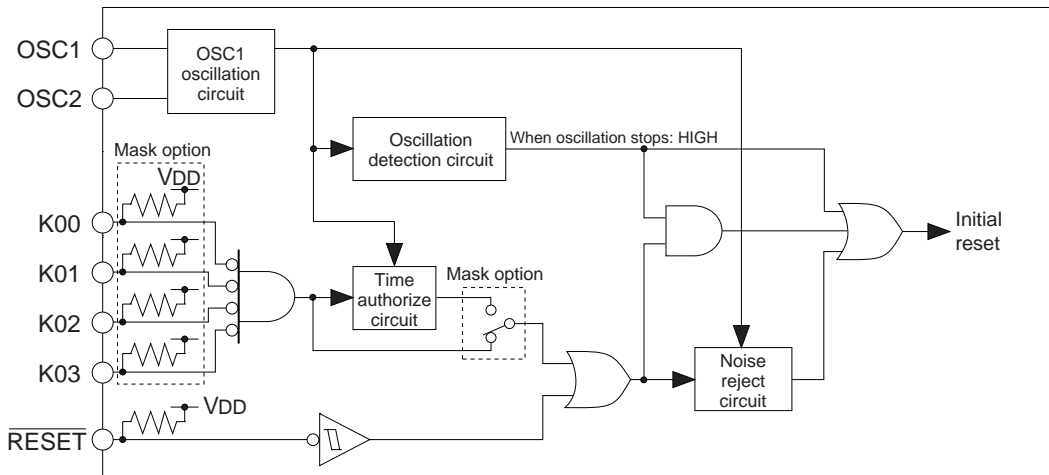 OSC1
OSC2
OSC1
oscillation
circuit
Oscillation
detection circuit
When oscillation stops: HIGH
Mask option
VDD
K00
K01
K02
K03
Time
authorize
circuit
Mask option
Initial
reset
Noise
reject
circuit
VDD
RESET